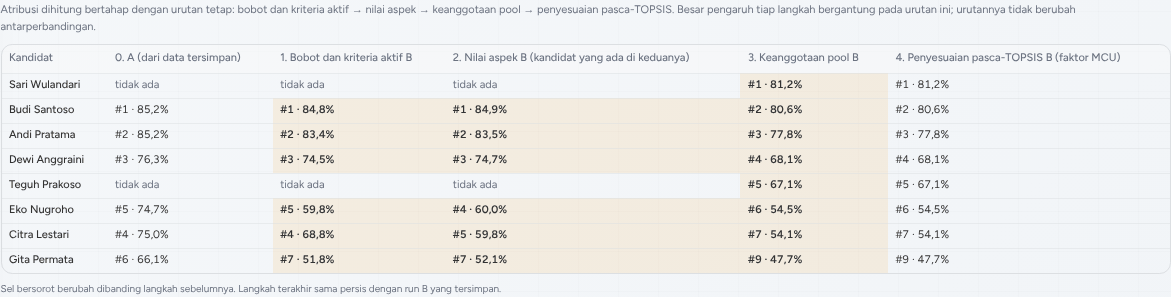 Atribusi dihitung bertahap dengan urutan tetap: bobot dan kriteria aktif → nilai aspek → keanggotaan pool → penyesuaian pasca-TOPSIS. Besar pengaruh tiap langkah bergantung pada urutan ini; urutannya tidak berubah
antarperbandingan.
Kandidat 0. A (dari data tersimpan) 1. Bobot dan kriteria aktif B 2. Nilai aspek B (kandidat yang ada di keduanya) 3. Keanggotaan pool B 4. Penyesuaian pasca-TOPSIS B (faktor MCU)
Sari Wulandari tidak ada tidak ada tidak ada #1 · 81,2% #1 · 81,2%
Budi Santoso #1 · 85,2% #1 · 84,8% #1 · 84,9% #2 · 80,6% #2 · 80,6%
Andi Pratama #2 · 85,2% #2 · 83,4% #2 · 83,5% #3 · 77,8% #3 · 77,8%
Dewi Anggraini #3 · 76,3% #3 · 74,5% #3 · 74,7% #4 · 68,1% #4 · 68,1%
Teguh Prakoso tidak ada tidak ada tidak ada #5 · 67,1% #5 · 67,1%
Eko Nugroho #5 · 74,7% #5 · 59,8% #4 · 60,0% #6 · 54,5% #6 · 54,5%
Citra Lestari #4 · 75,0% #4 · 68,8% #5 · 59,8% #7 · 54,1% #7 · 54,1%
Gita Permata #6 · 66,1% #7 · 51,8% #7 · 52,1% #9 · 47,7% #9 · 47,7%
Sel bersorot berubah dibanding langkah sebelumnya. Langkah terakhir sama persis dengan run B yang tersimpan.